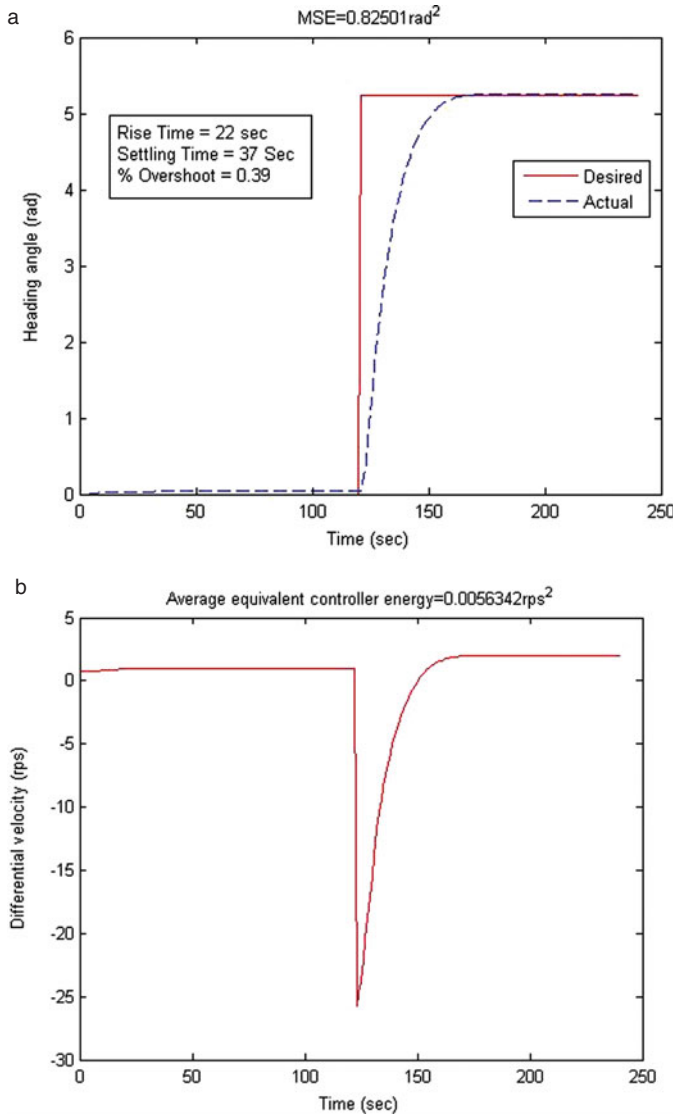 a
MSE=0.82501rad²
6
5
4
3
2
1
0
Rise Time = 22 sec
Settling Time = 37 Sec
% Overshoot = 0.39
Desired
Actual
Heading angle (rad)
0
50
100
150
200
250
Time (sec)
b
Average equivalent controller energy=0.0056342rps²
5
0
-5
-10
-15
-20
-25
-30
Differential velocity (rps)
0
50
100
150
200
250
Time (sec)